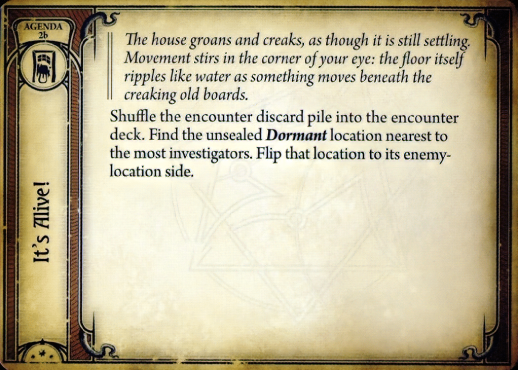 AGENDA
2b
The house groans and creaks, as though it is still settling.
Movement stirs in the corner of your eye: the floor itself
ripples like water as something moves beneath the
creaking old boards.
Shuffle the encounter discard pile into the encounter
deck. Find the unsealed Dormant location nearest to
the most investigators. Flip that location to its enemy-
location side.
It's Alive!